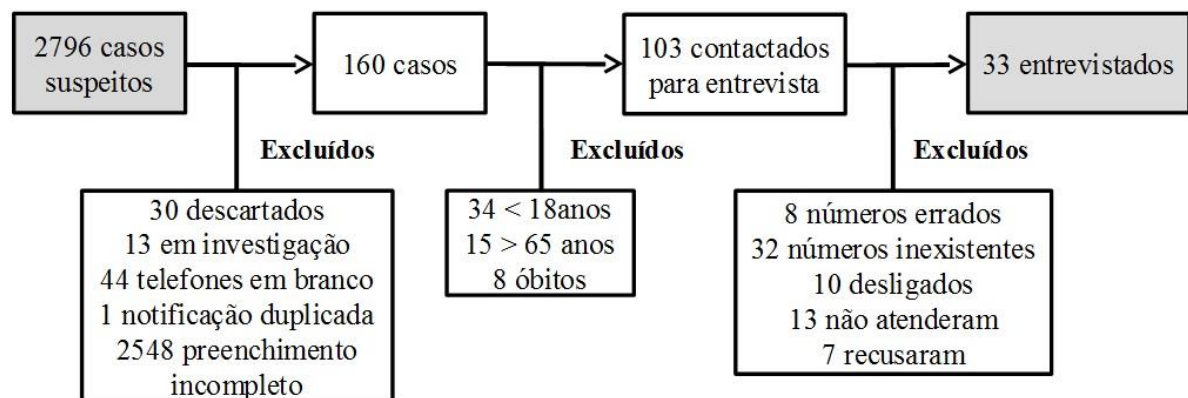 2796 casos
suspeitos
160 casos
103 contactados
para entrevista
33 entrevistados
Excluídos
Excluídos
Excluídos
30 descartados
13 em investigação
44 telefones em branco
1 notificação duplicada
2548 preenchimento
incompleto
34 < 18anos
15 > 65 anos
8 óbitos
8 números errados
32 números inexistentes
10 desligados
13 não atenderam
7 recusaram